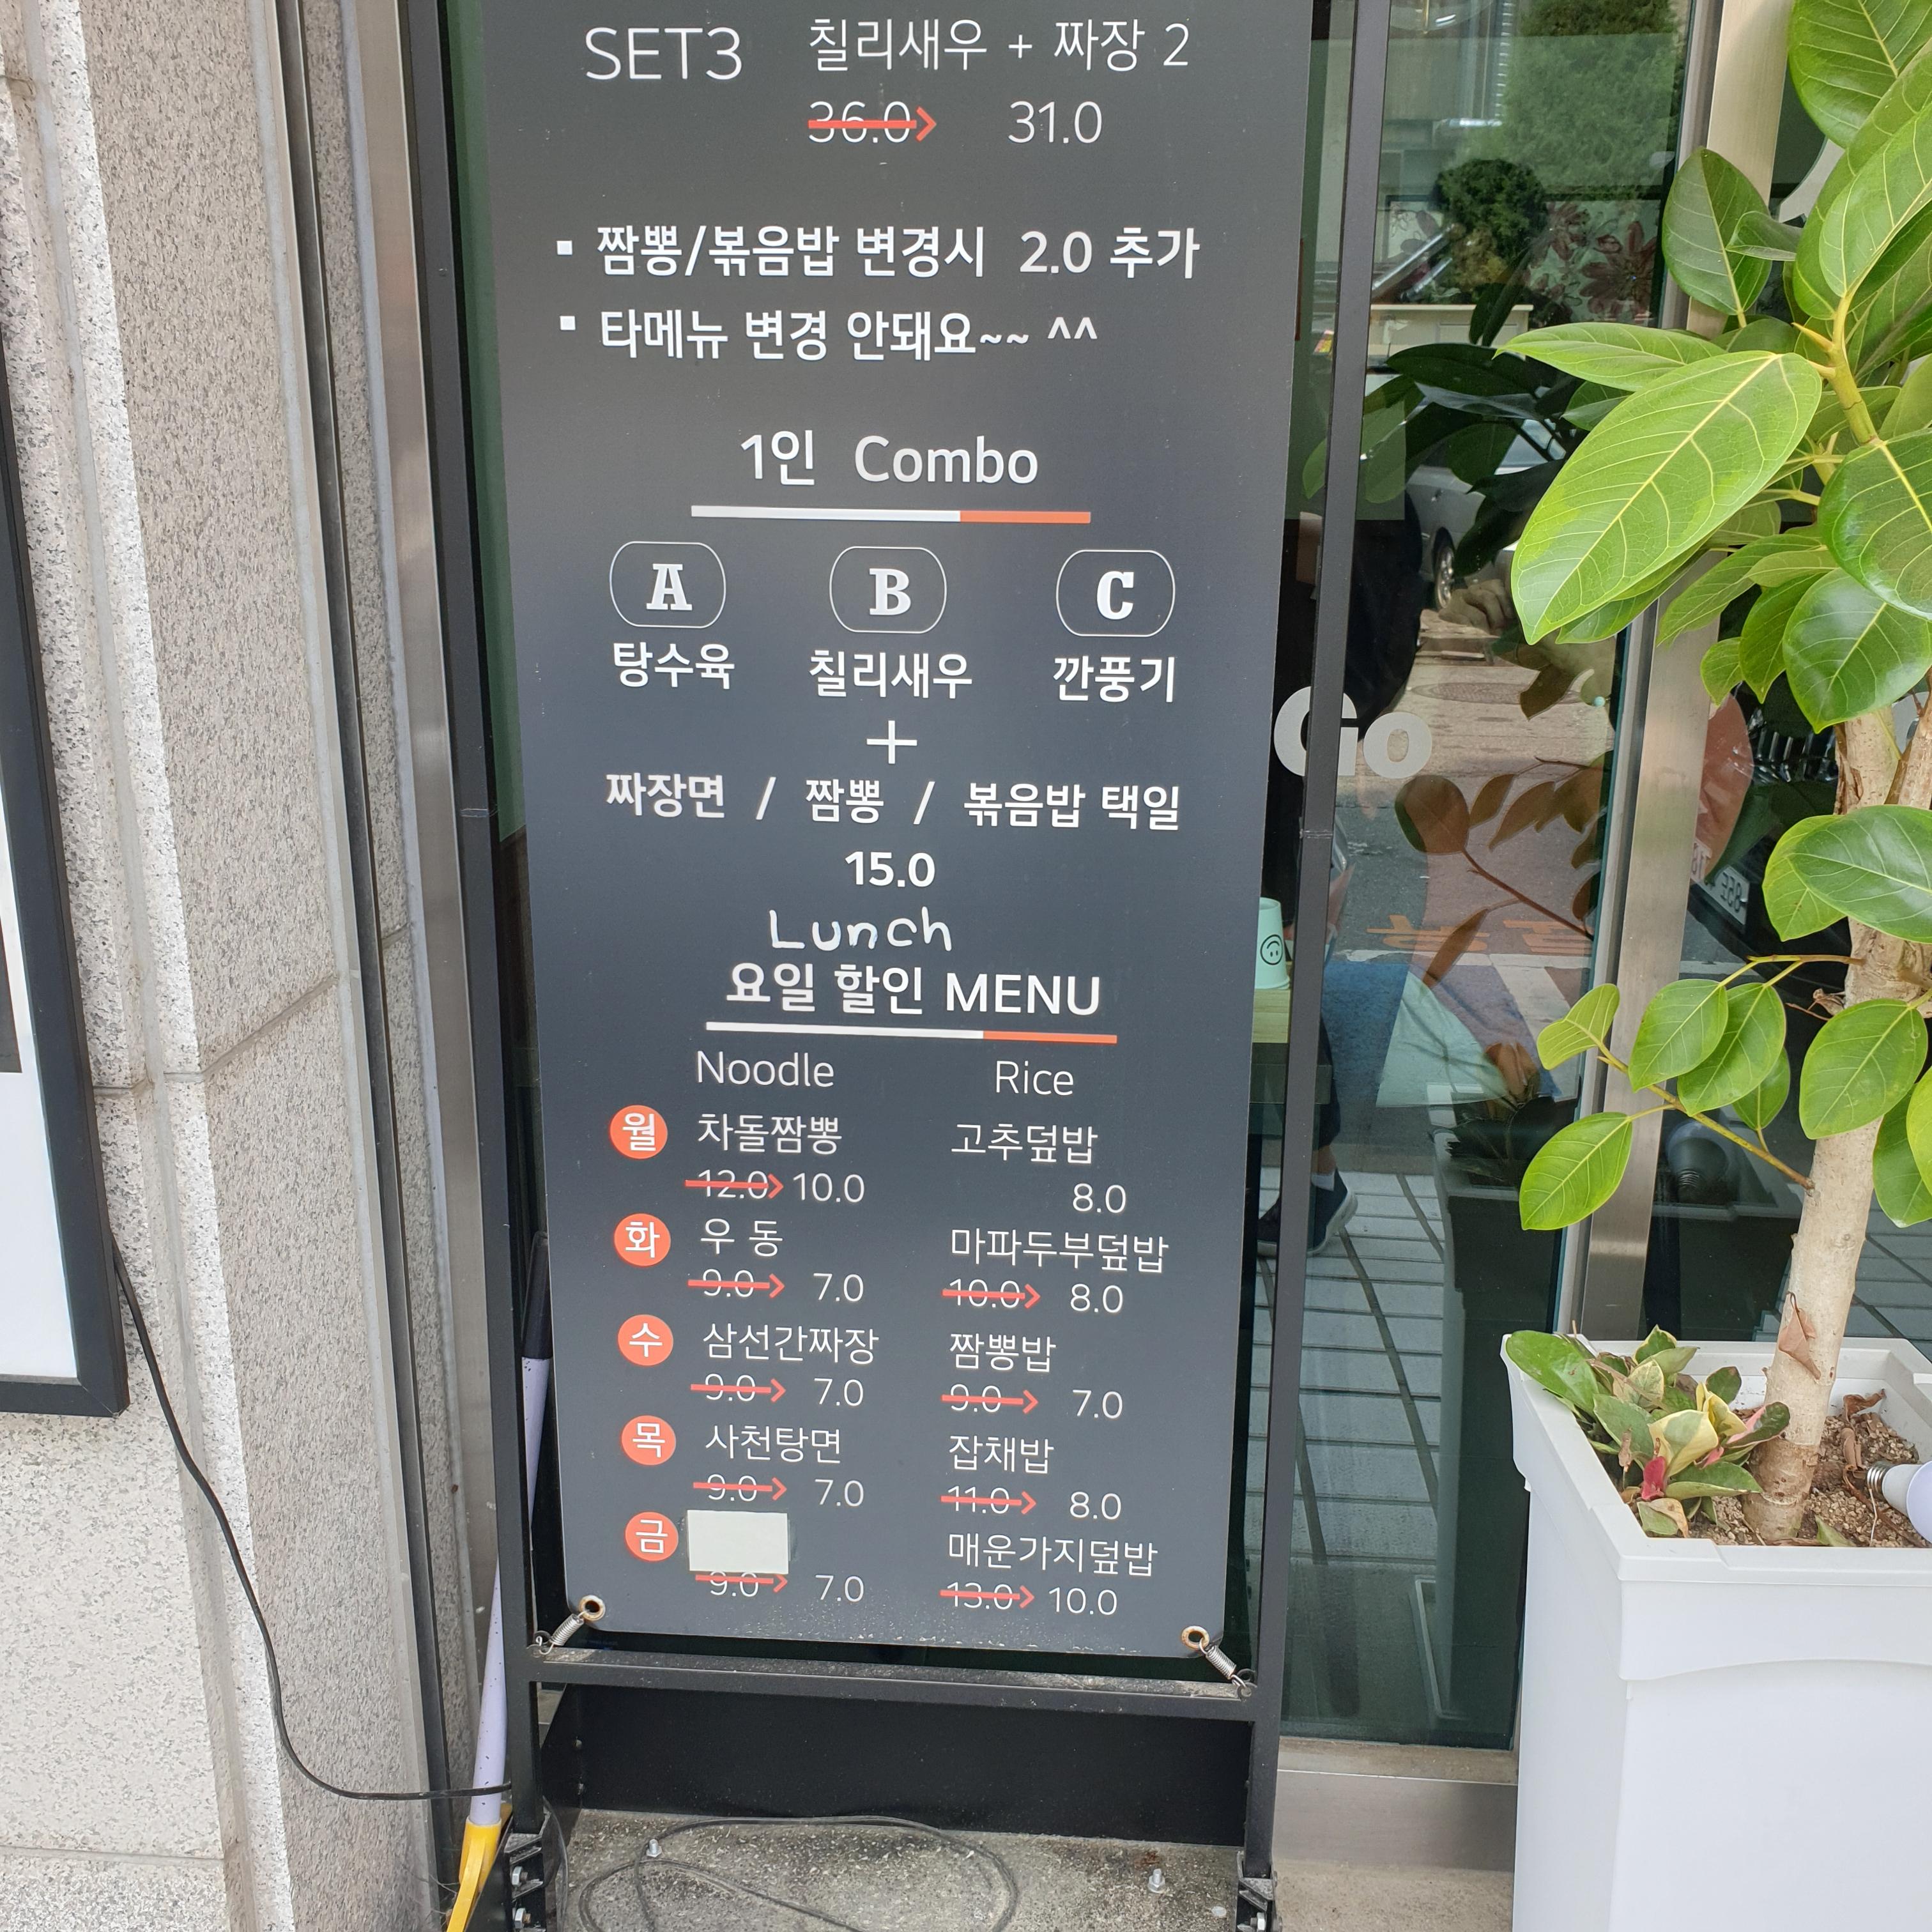 SET3 칠리새우 + 짜장 2
36.0 > 31.0
▪ 짬뽕/볶음밥 변경시 2.0 추가
▪ 타메뉴 변경 안돼요~~ ^^
1인 Combo
A B C
탕수육 칠리새우 깐풍기
+
짜장면 / 짬뽕 / 볶음밥 택일
15.0
Lunch
요일 할인 MENU
Noodle Rice
월 차돌짬뽕 고추덮밥
12.0 > 10.0 8.0
화 우 동 마파두부덮밥
9.0 > 7.0 10.0 > 8.0
수 삼선간짜장 짬뽕밥
9.0 > 7.0 9.0 > 7.0
목 사천탕면 잡채밥
9.0 > 7.0 11.0 > 8.0
금 매운가지덮밥
9.0 > 7.0 13.0 > 10.0
Go